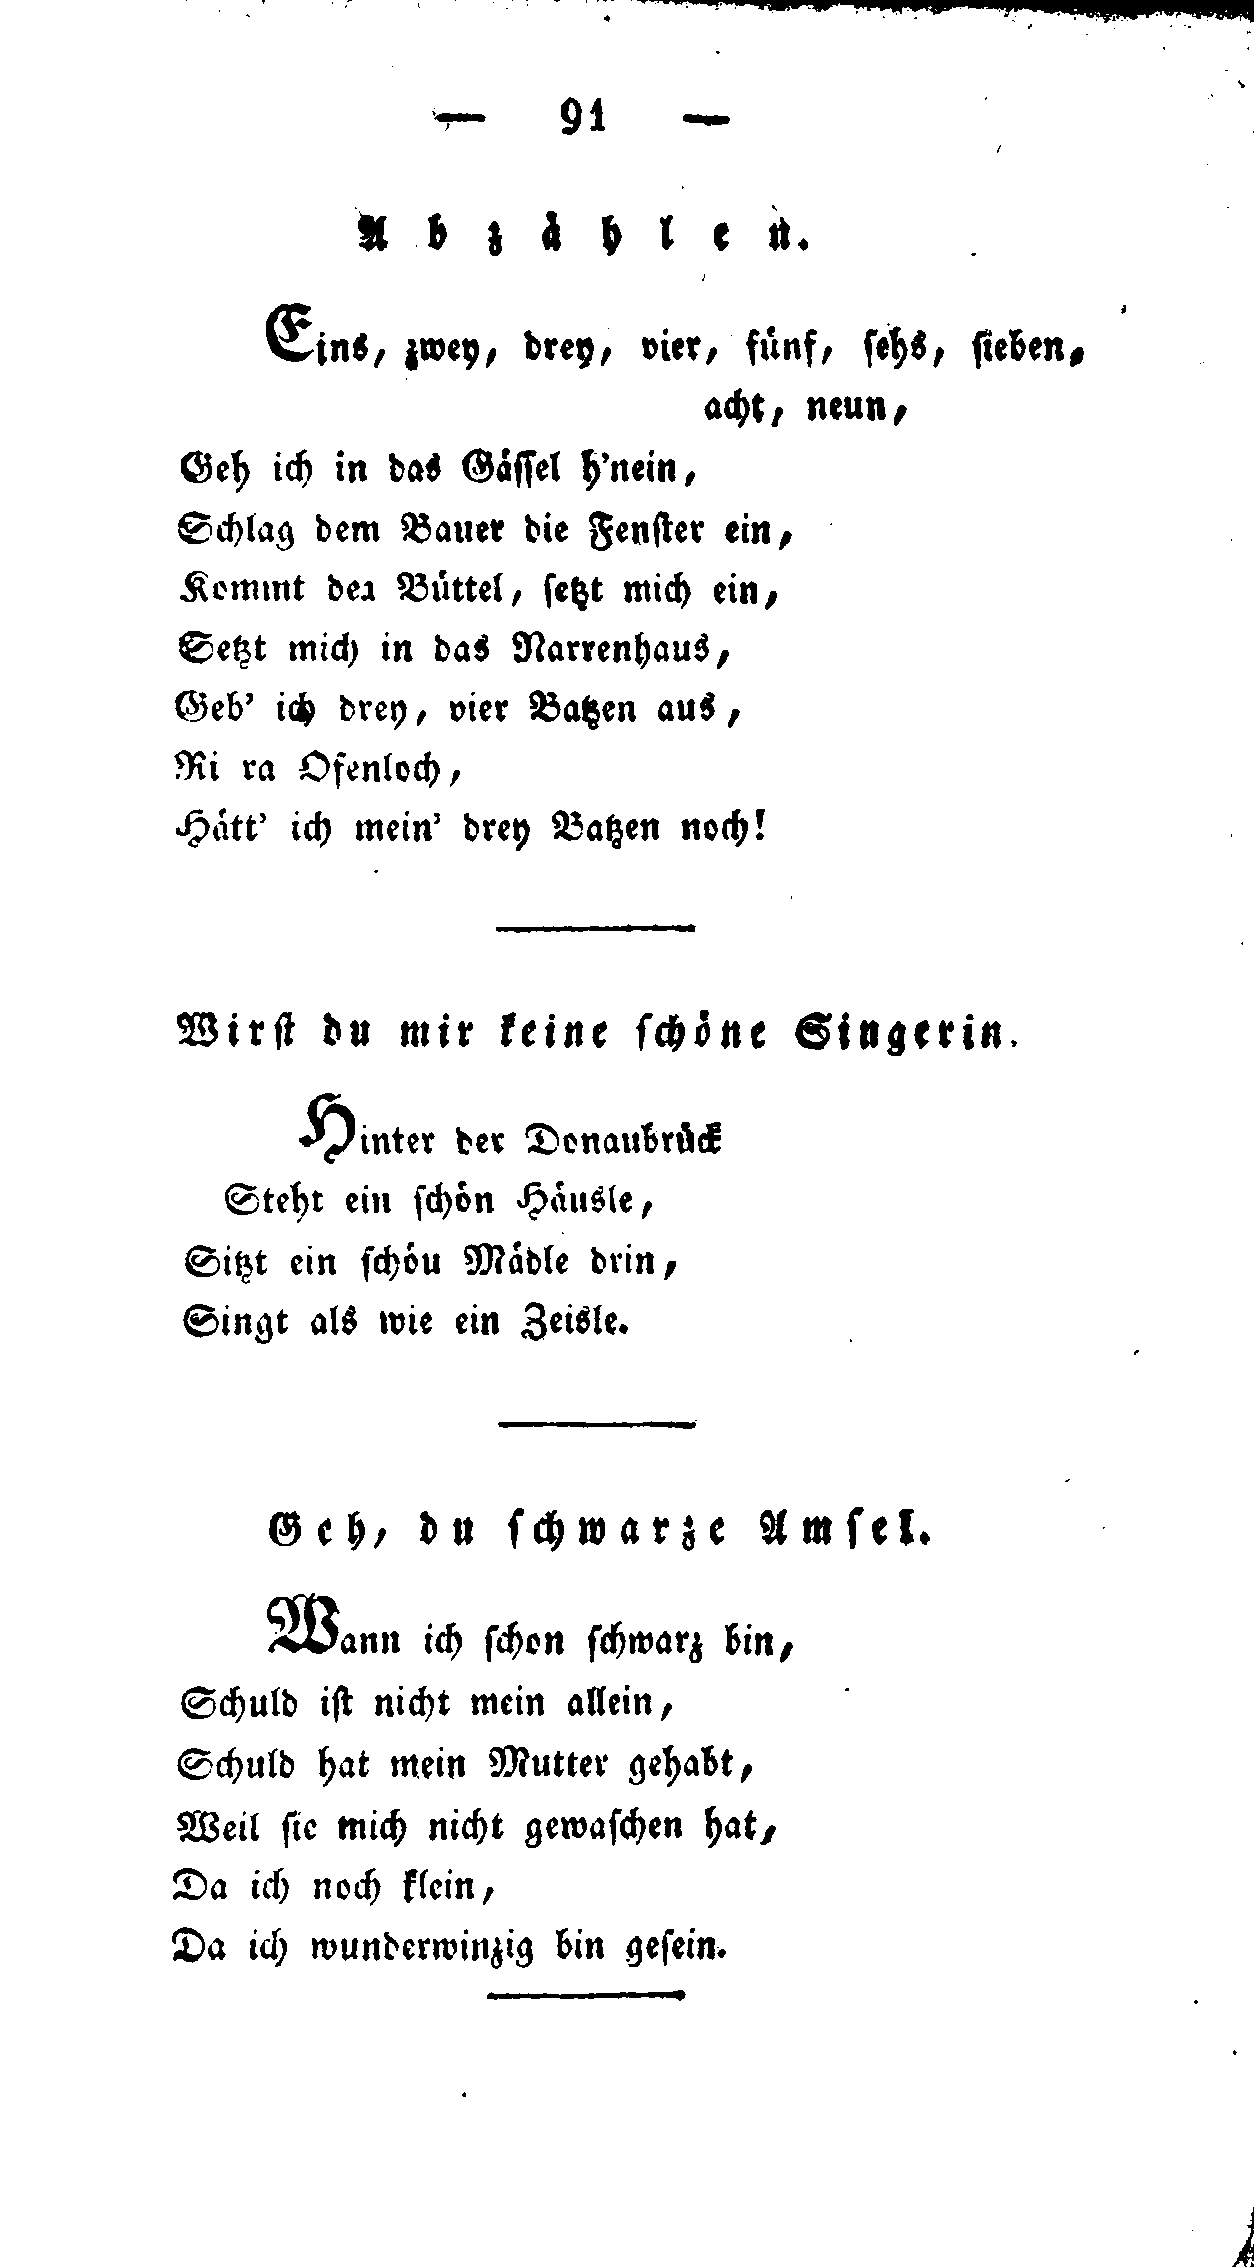 — 91 —
Abzählen.
Eins, zwey, drey, vier, fünf, sehs, sieben,
acht, neun,
Geh ich in das Gässel h'nein,
Schlag dem Bauer die Fenster ein,
Kommt der Büttel, setzt mich ein,
Setzt mich in das Narrenhaus,
Geb' ich drey, vier Batzen aus,
Ri ra Ofenloch,
Hätt' ich mein' drey Batzen noch!
Wirst du mir keine schöne Singerin.
Hinter der Donaubrück
Steht ein schön Häusle,
Sitzt ein schöu Mädle drin,
Singt als wie ein Zeisle.
Geh, du schwarze Amsel.
Wann ich schon schwarz bin,
Schuld ist nicht mein allein,
Schuld hat mein Mutter gehabt,
Weil sie mich nicht gewaschen hat,
Da ich noch klein,
Da ich wunderwinzig bin gesein.